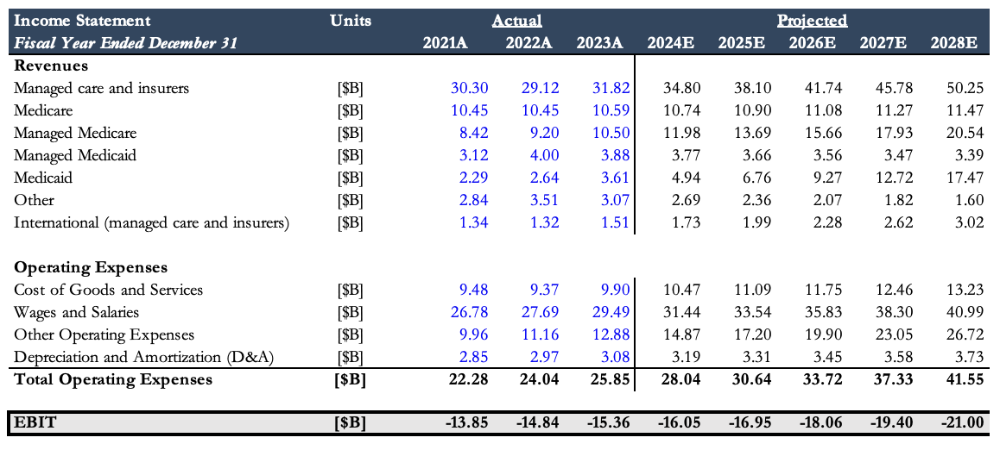 Income Statement Units Actual Projected
Fiscal Year Ended December 31 2021A 2022A 2023A 2024E 2025E 2026E 2027E 2028E
Revenues
Managed care and insurers [$B] 30.30 29.12 31.82 34.80 38.10 41.74 45.78 50.25
Medicare [$B] 10.45 10.45 10.59 10.74 10.90 11.08 11.27 11.47
Managed Medicare [$B] 8.42 9.20 10.50 11.98 13.69 15.66 17.93 20.54
Managed Medicaid [$B] 3.12 4.00 3.88 3.77 3.66 3.56 3.47 3.39
Medicaid [$B] 2.29 2.64 3.61 4.94 6.76 9.27 12.72 17.47
Other [$B] 2.84 3.51 3.07 2.69 2.36 2.07 1.82 1.60
International (managed care and insurers) [$B] 1.34 1.32 1.51 1.73 1.99 2.28 2.62 3.02
Operating Expenses
Cost of Goods and Services [$B] 9.48 9.37 9.90 10.47 11.09 11.75 12.46 13.23
Wages and Salaries [$B] 26.78 27.69 29.49 31.44 33.54 35.83 38.30 40.99
Other Operating Expenses [$B] 9.96 11.16 12.88 14.87 17.20 19.90 23.05 26.72
Depreciation and Amortization (D&A) [$B] 2.85 2.97 3.08 3.19 3.31 3.45 3.58 3.73
Total Operating Expenses [$B] 22.28 24.04 25.85 28.04 30.64 33.72 37.33 41.55
EBIT [$B] -13.85 -14.84 -15.36 -16.05 -16.95 -18.06 -19.40 -21.00